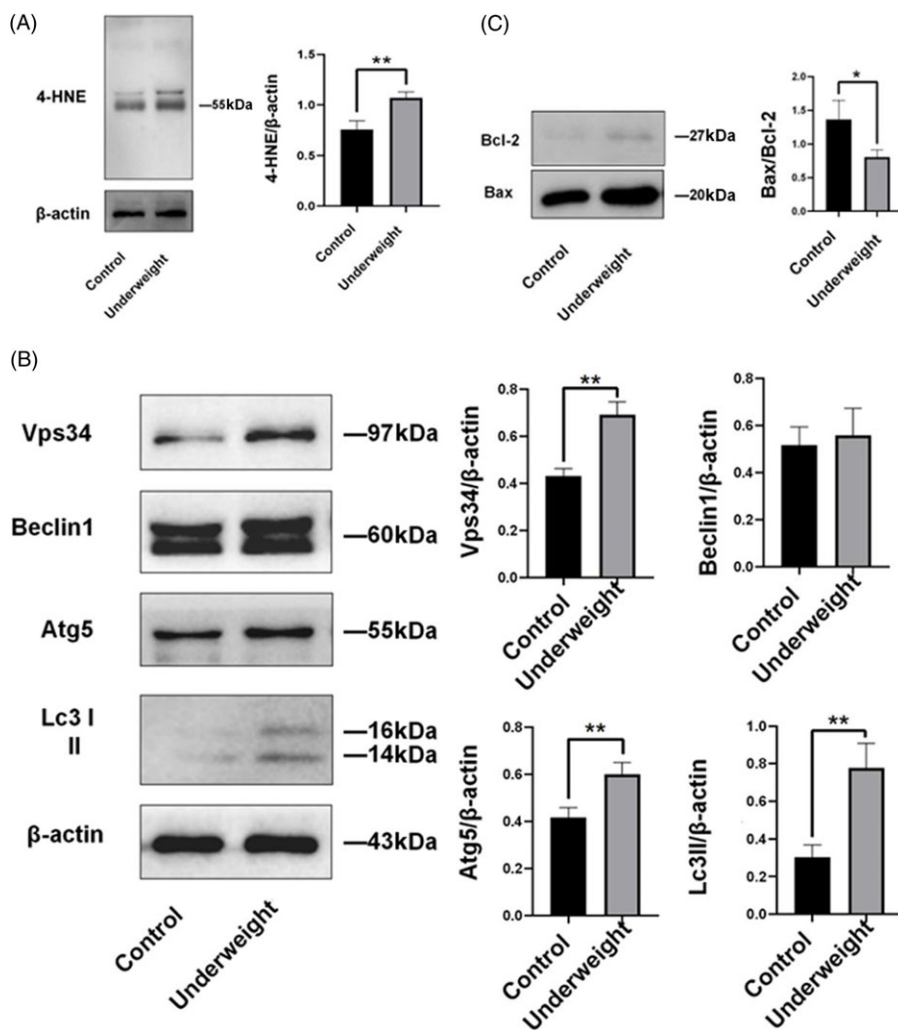 (A)
4-HNE
—55kDa
β-actin
Control
Underweight
4-HNE/β-actin
1.5
1.0
0.5
0.0
**
Control
Underweight
(C)
Bcl-2
—27kDa
Bax
—20kDa
Control
Underweight
Bax/Bcl-2
2.0
1.5
1.0
0.5
0.0
*
Control
Underweight
(B)
Vps34
—97kDa
Beclin1
—60kDa
Atg5
—55kDa
Lc3 I
—16kDa
II
—14kDa
β-actin
—43kDa
Control
Underweight
Vps34/β-actin
0.8
0.6
0.4
0.2
0.0
**
Control
Underweight
Beclin1/β-actin
0.8
0.6
0.4
0.2
0.0
Control
Underweight
Atg5/β-actin
0.8
0.6
0.4
0.2
0.0
**
Control
Underweight
Lc3II/β-actin
1.0
0.8
0.6
0.4
0.2
0.0
**
Control
Underweight